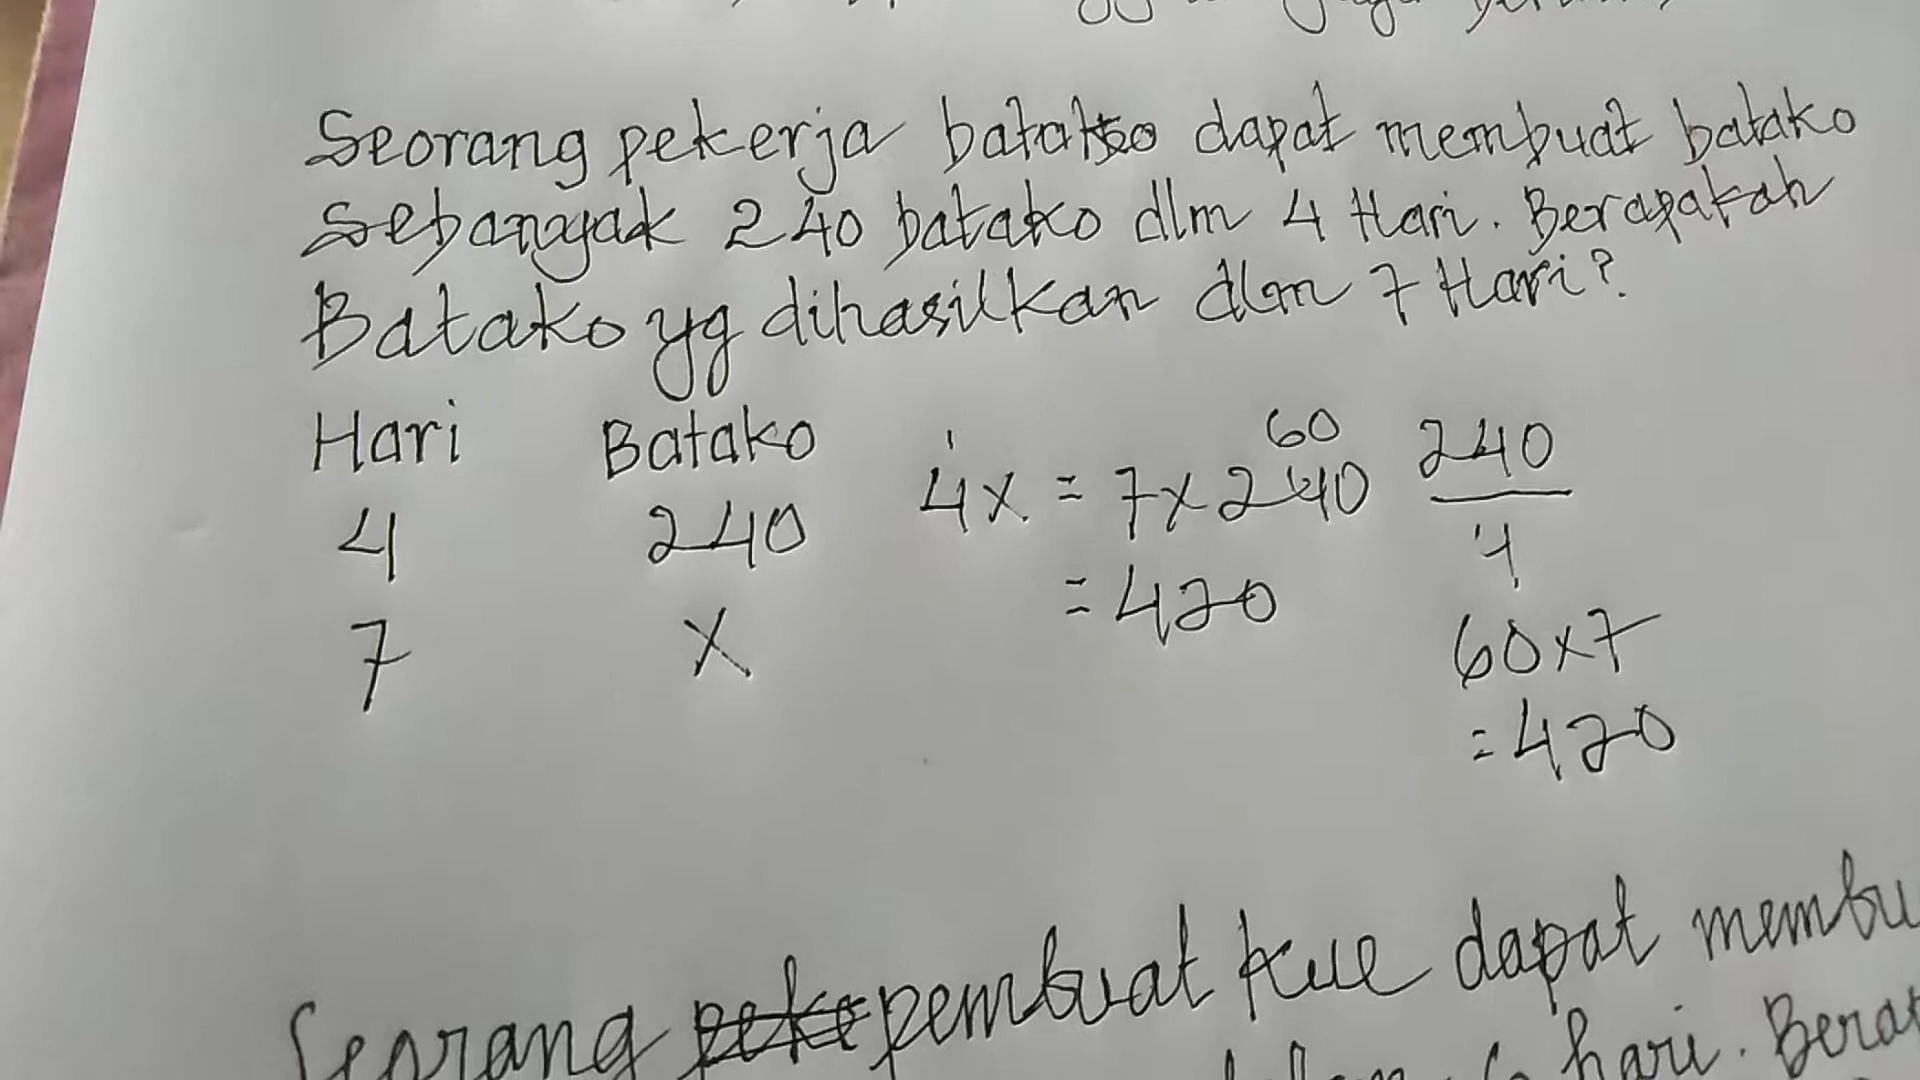 Seorang pekerja batako dapat membuat batako
Sebanyak 240 batako dlm 4 Hari. Berapakah
Batako yg dihasilkan dlm 7 Hari?
Hari Batako
4 240
7 X
4x = 7x240
1 60
= 420
240
4
60x7
= 420
Seorang pembuat kue dapat membu
hari. Berap